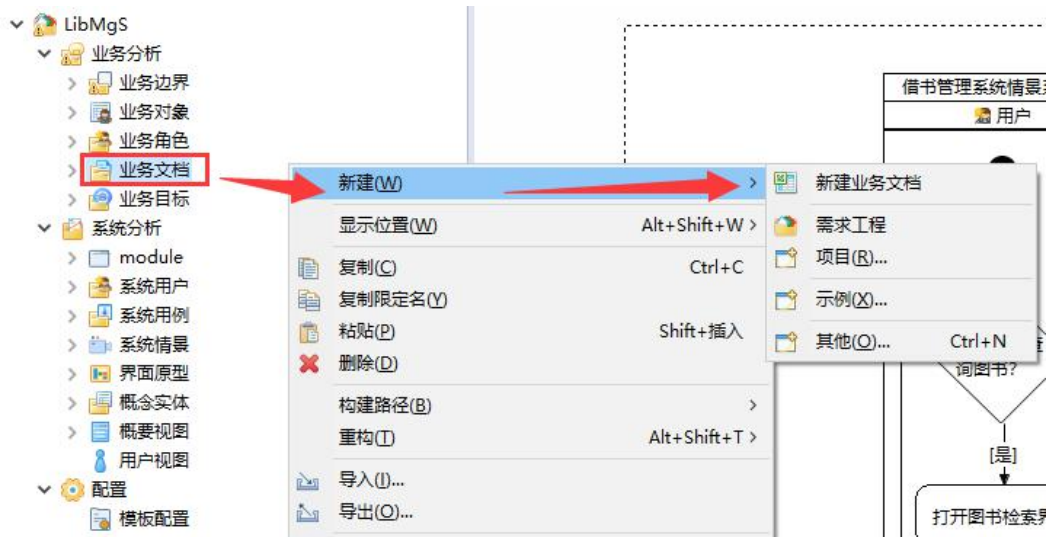 LibMgS
业务分析
业务边界
业务对象
业务角色
业务文档
业务目标
系统分析
module
系统用户
系统用例
系统情景
界面原型
概念实体
概要视图
用户视图
配置
模板配置
新建(W)
显示位置(W) Alt+Shift+W
复制(C) Ctrl+C
复制限定名(Y)
粘贴(P) Shift+插入
删除(D)
构建路径(B)
重构(T) Alt+Shift+T
导入(I)...
导出(O)...
新建业务文档
需求工程
项目(R)...
示例(X)...
其他(O)... Ctrl+N
借书管理系统情景
用户
询图书?
[是]
打开图书检索